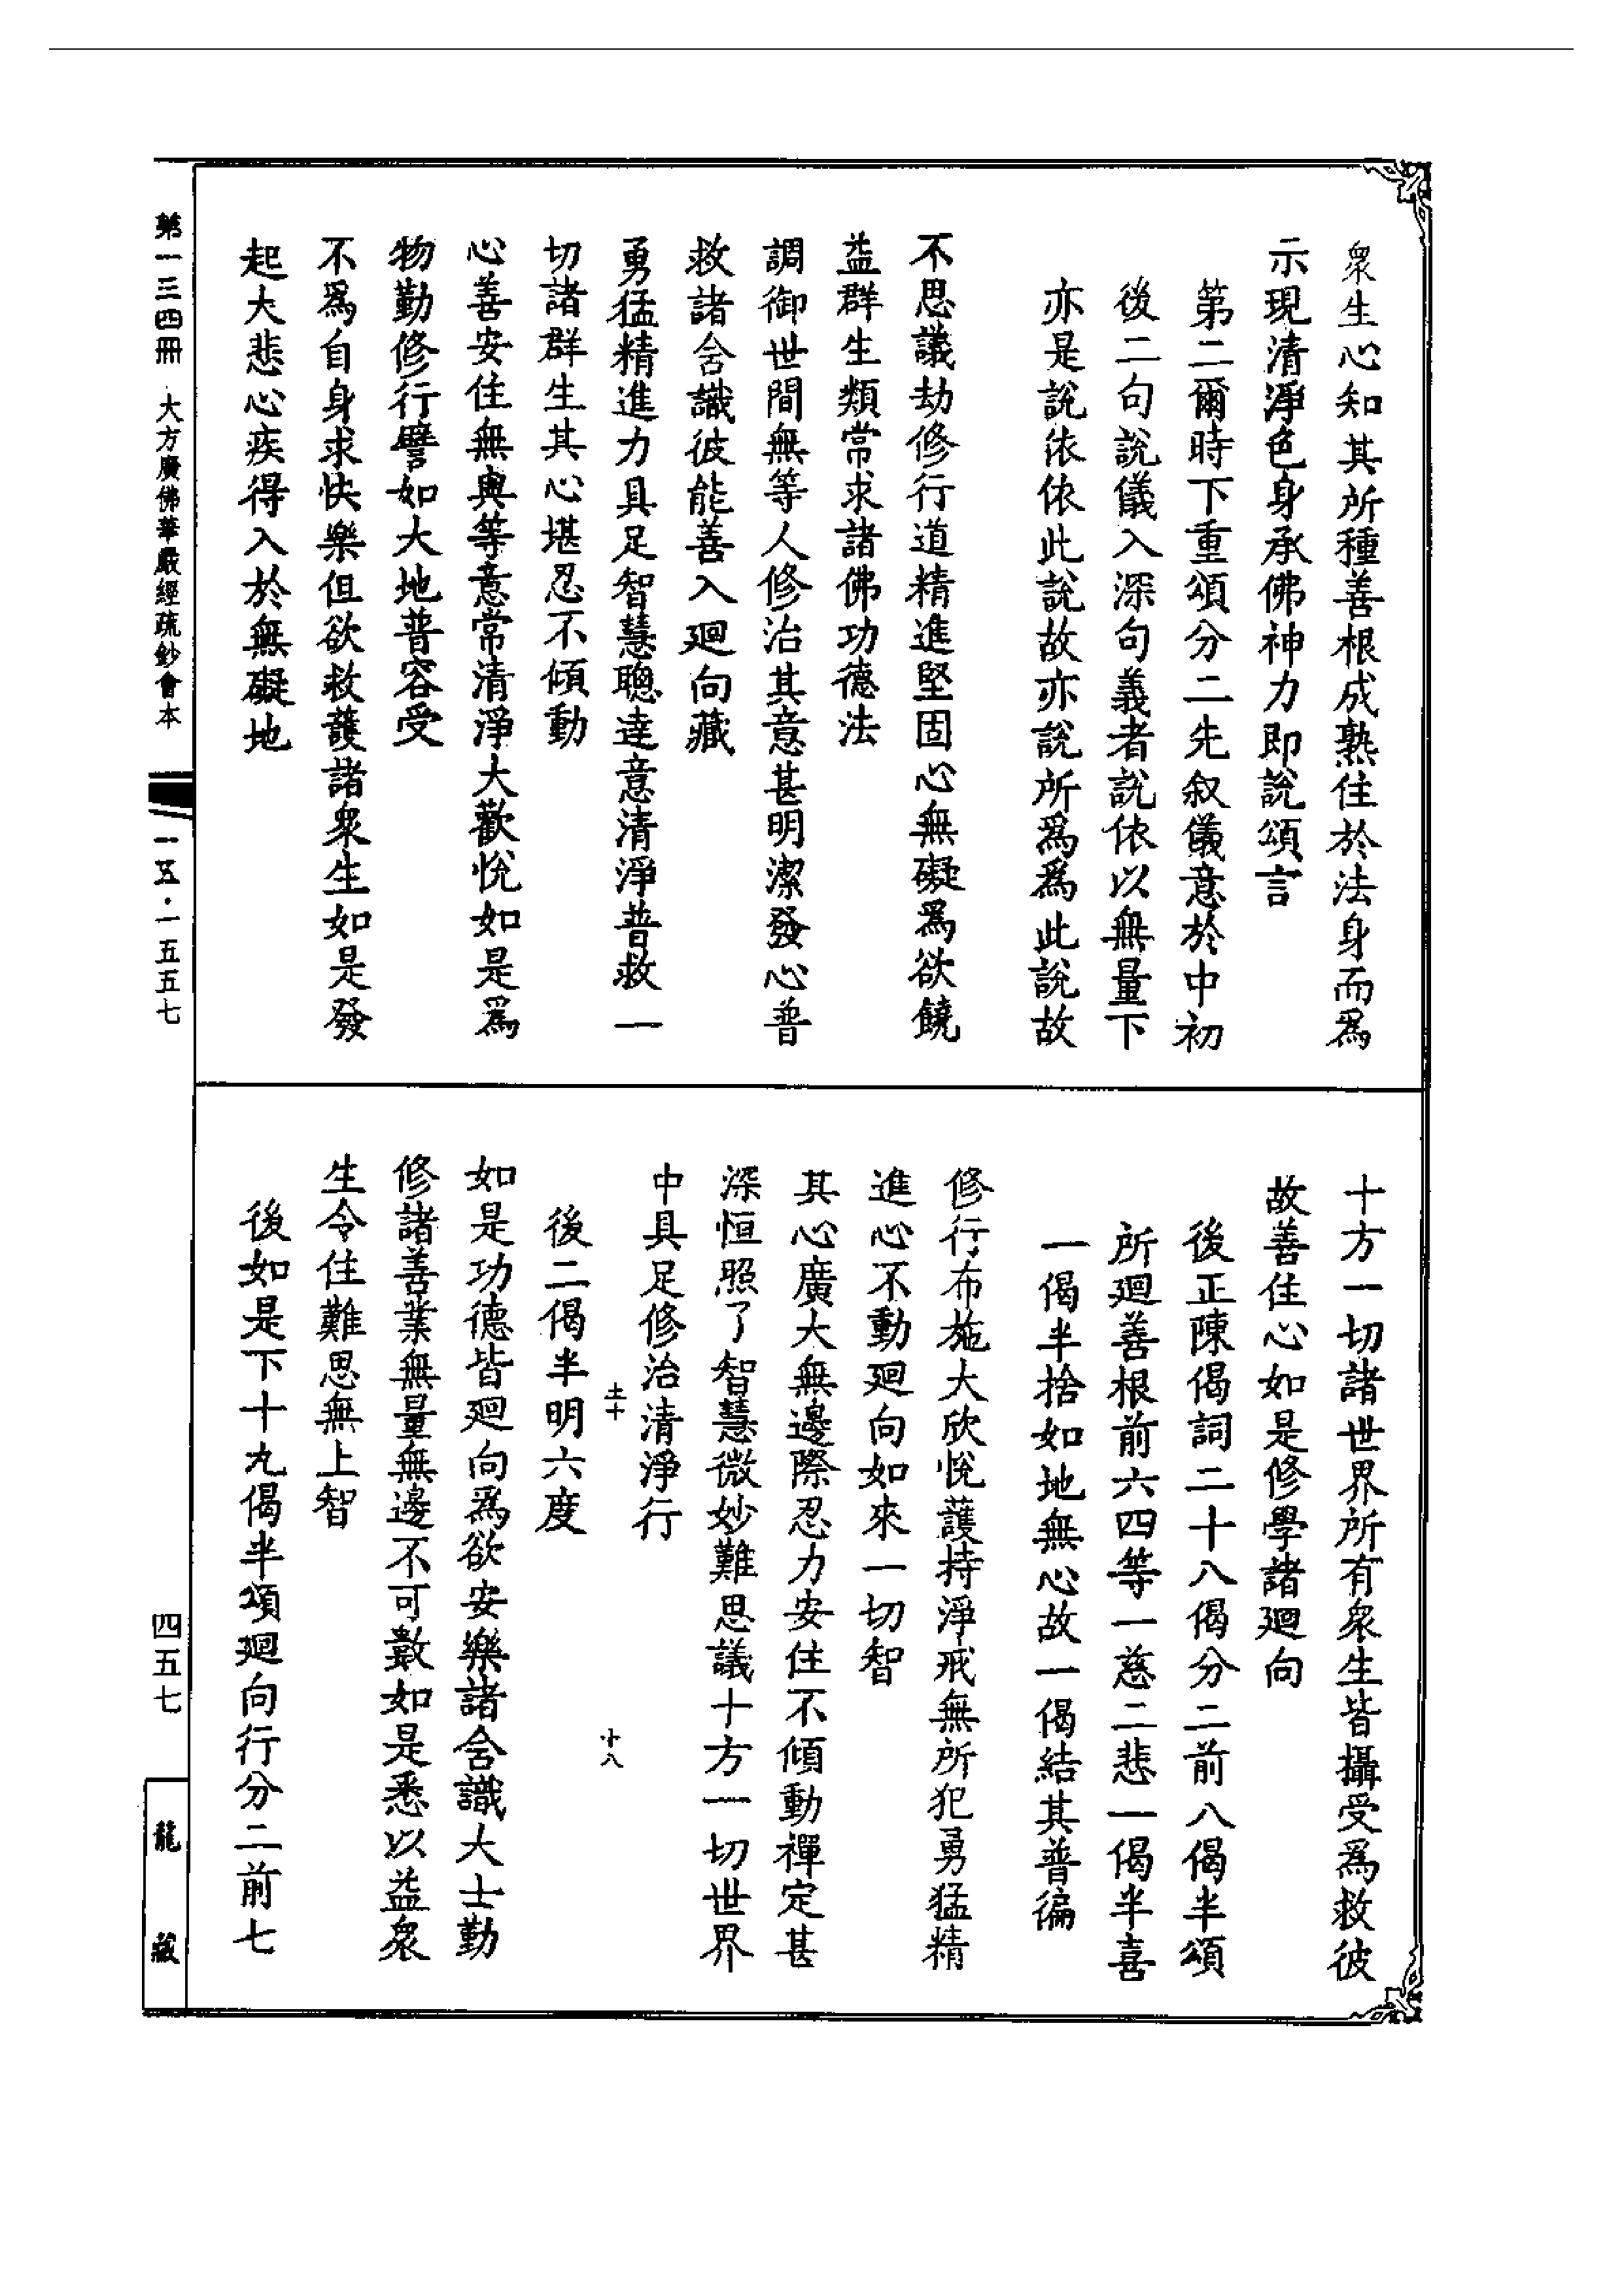 衆生心知其所種善根成熟住於法身而爲
示現清淨色身承佛神力即說頌言
第二爾時下重頌分二先叙儀意於中初
後二句說儀入深句義者說依以無量下
亦是說依依此說故亦說所爲爲此說故
不思議劫修行道精進堅固心無礙爲欲饒
益群生類常求諸佛功德法
調御世間無等人修治其意甚明潔發心普
救諸含識彼能善入廻向藏
勇猛精進力具足智慧聰達意清淨普救一
切諸群生其心堪忍不傾動
心善安住無與等意常清淨大歡悅如是爲
物勤修行譬如大地普容受
不爲自身求快樂但欲救護諸衆生如是發
起大悲心疾得入於無礙地
十方一切諸世界所有衆生皆攝受爲救彼
故善住心如是修學諸廻向
後正陳偈詞二十八偈分二前八偈半頌
所廻善根前六四等一慈二悲一偈半喜
一偈半捨如地無心故一偈結其普徧
修行布施大欣悅護持淨戒無所犯勇猛精
進心不動廻向如來一切智
其心廣大無邊際忍力安住不傾動禪定甚
深恒照了智慧微妙難思議十方一切世界
中具足修治清淨行
十八
後二偈半明六度
如是功德皆廻向爲欲安樂諸含識大士勤
修諸善業無量無邊不可數如是悉以益衆
生令住難思無上智
後如是下十九偈半頌廻向行分二前七
第一三四冊 大方廣佛華嚴經疏鈔會本
一五·一五五七
四五七
龍藏